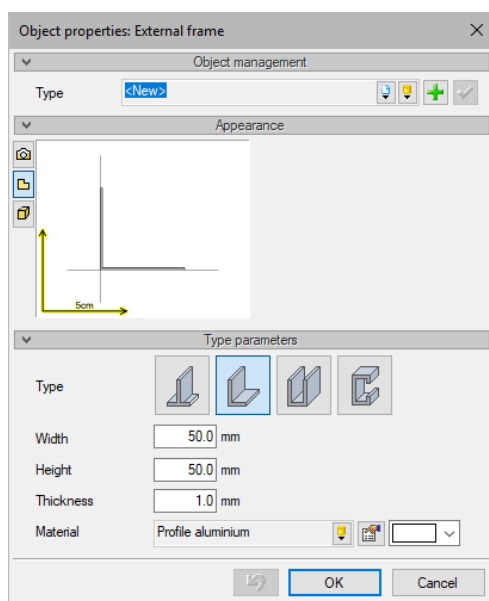 Object properties: External frame
Object management
Type <New>
Appearance
5cm
Type parameters
Type
Width 50.0 mm
Height 50.0 mm
Thickness 1.0 mm
Material Profile aluminium
OK Cancel